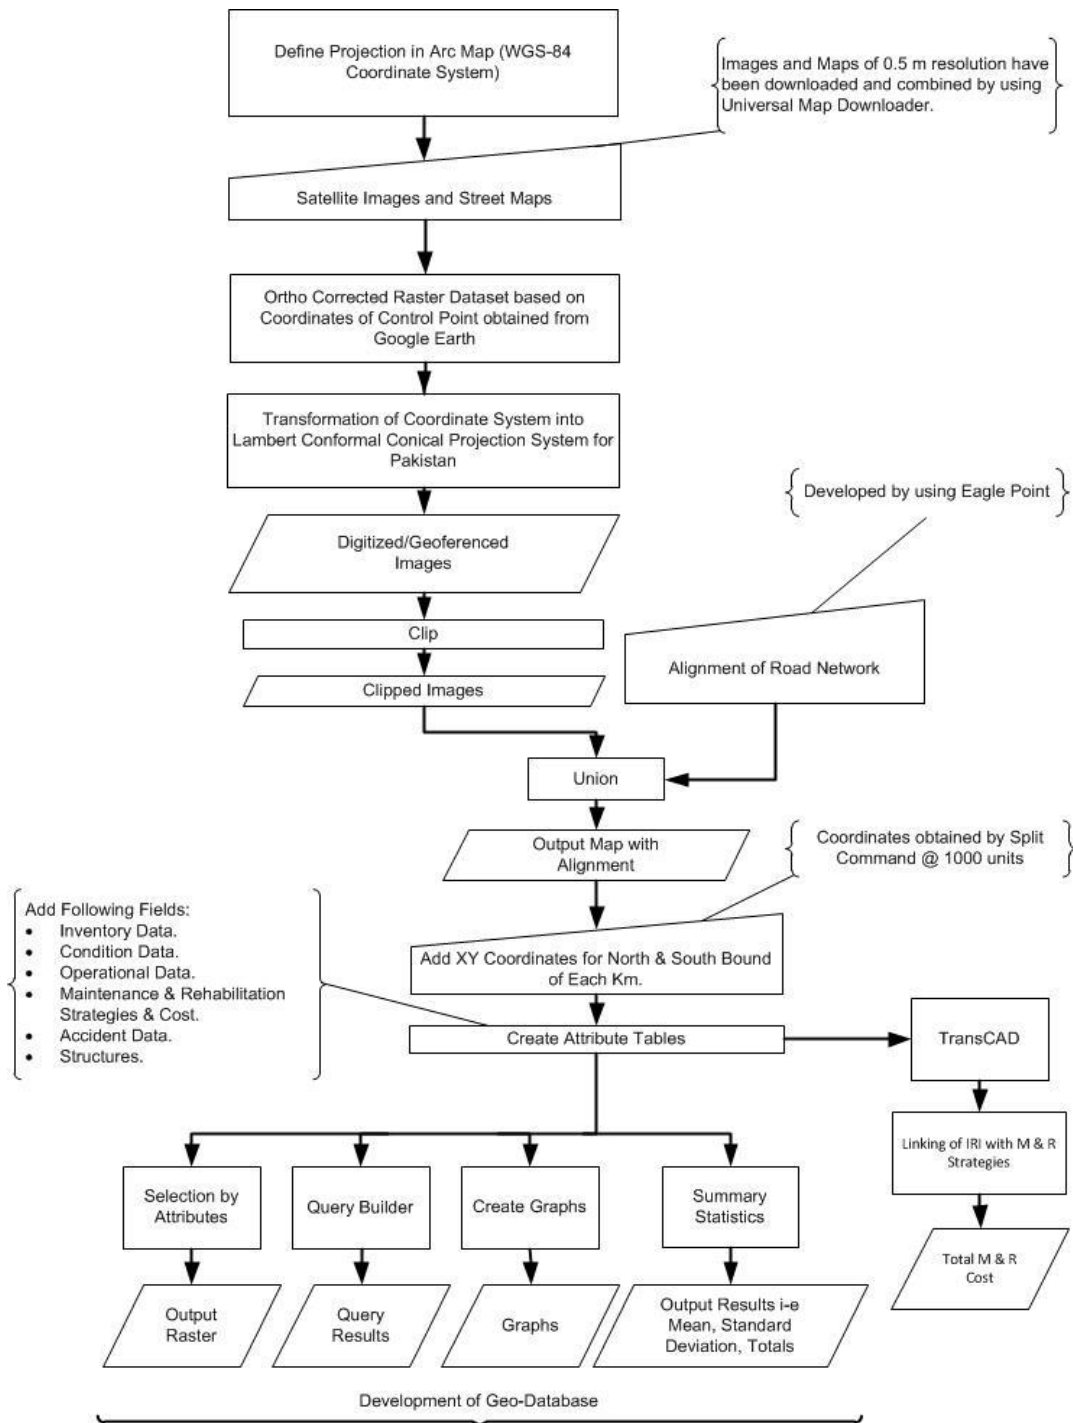 Define Projection in Arc Map (WGS-84
Coordinate System)
Images and Maps of 0.5 m resolution have
been downloaded and combined by using
Universal Map Downloader.
Satellite Images and Street Maps
Ortho Corrected Raster Dataset based on
Coordinates of Control Point obtained from
Google Earth
Transformation of Coordinate System into
Lambert Conformal Conical Projection System for
Pakistan
Developed by using Eagle Point
Digitized/Geoferenced
Images
Clip
Alignment of Road Network
Clipped Images
Union
Output Map with
Alignment
Coordinates obtained by Split
Command @ 1000 units
Add Following Fields:
• Inventory Data.
• Condition Data.
• Operational Data.
• Maintenance & Rehabilitation
Strategies & Cost.
• Accident Data.
• Structures.
Add XY Coordinates for North & South Bound
of Each Km.
Create Attribute Tables
TransCAD
Linking of IRI with M & R
Strategies
Total M & R
Cost
Selection by
Attributes
Query Builder
Create Graphs
Summary
Statistics
Output
Raster
Query
Results
Graphs
Output Results i-e
Mean, Standard
Deviation, Totals
Development of Geo-Database